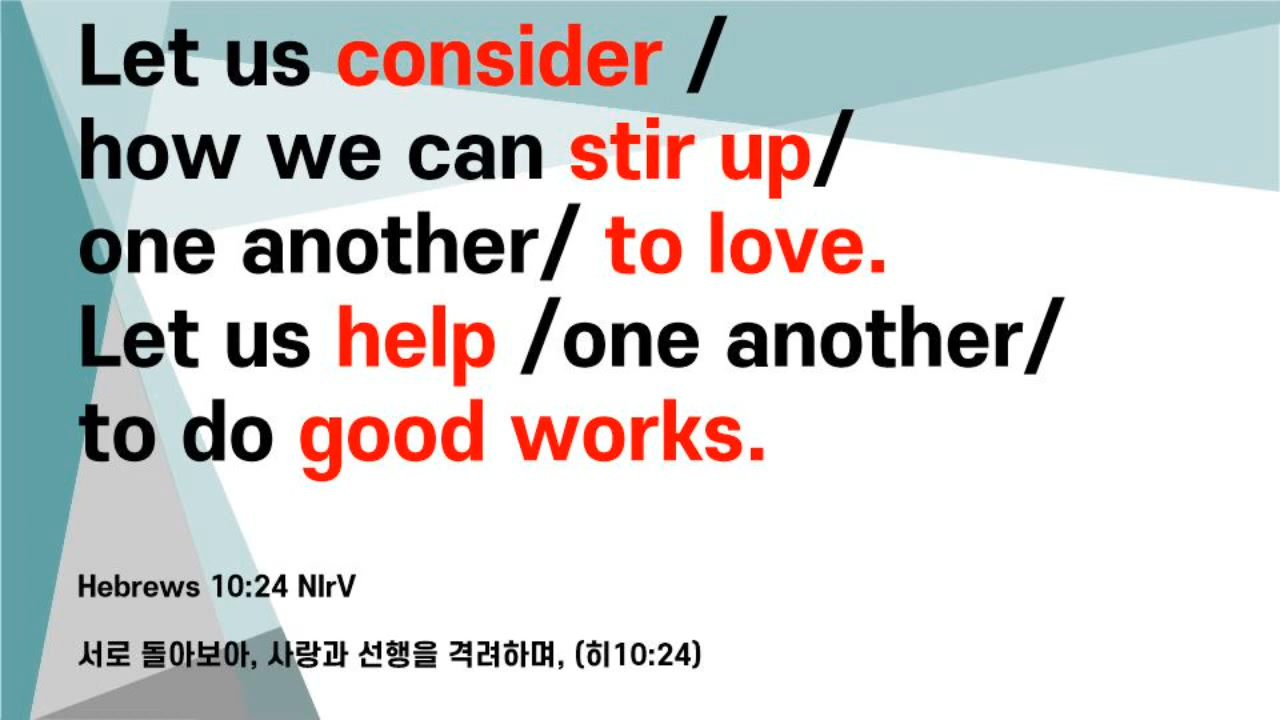 Let us consider /
how we can stir up/
one another/ to love.
Let us help /one another/
to do good works.
Hebrews 10:24 NIrV
서로 돌아보아, 사랑과 선행을 격려하며, (히10:24)